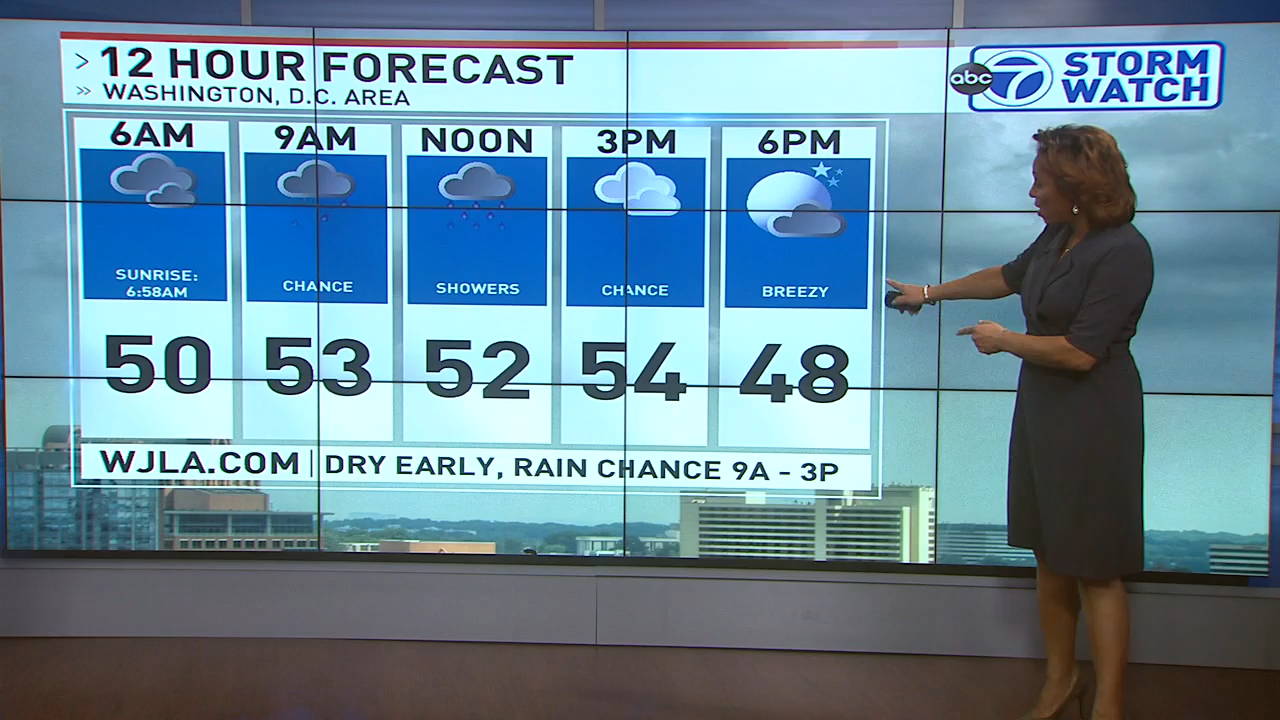 > 12 HOUR FORECAST
» WASHINGTON, D.C. AREA
abc 7 STORM
WATCH
6AM
SUNRISE:
6:58AM
50
9AM
CHANCE
53
NOON
SHOWERS
52
3PM
CHANCE
54
6PM
BREEZY
48
WJLA.COM | DRY EARLY, RAIN CHANCE 9A - 3P